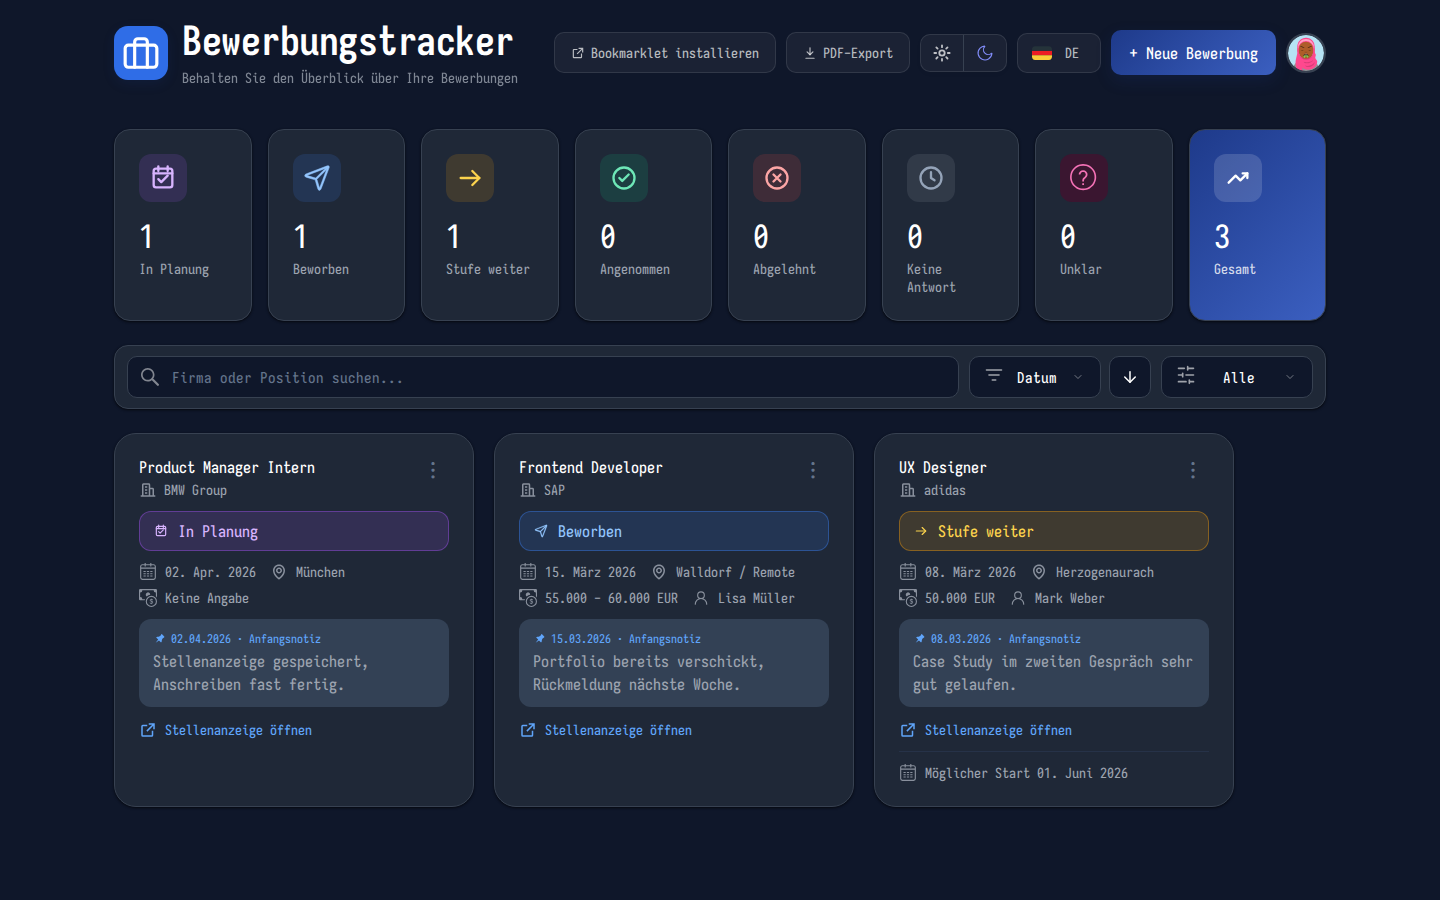 Bewerbungstracker
Behalten Sie den Überblick über Ihre Bewerbungen
Bookmarklet installieren
PDF-Export
DE
+ Neue Bewerbung
1
In Planung
1
Beworben
1
Stufe weiter
0
Angenommen
0
Abgelehnt
0
Keine
Antwort
0
Unklar
3
Gesamt
Firma oder Position suchen...
Datum
Alle
Product Manager Intern
BMW Group
In Planung
02. Apr. 2026
München
Keine Angabe
02.04.2026 · Anfangsnotiz
Stellenanzeige gespeichert,
Anschreiben fast fertig.
Stellenanzeige öffnen
Frontend Developer
SAP
Beworben
15. März 2026
Walldorf / Remote
55.000 – 60.000 EUR
Lisa Müller
15.03.2026 · Anfangsnotiz
Portfolio bereits verschickt,
Rückmeldung nächste Woche.
Stellenanzeige öffnen
UX Designer
adidas
Stufe weiter
08. März 2026
Herzogenaurach
50.000 EUR
Mark Weber
08.03.2026 · Anfangsnotiz
Case Study im zweiten Gespräch sehr
gut gelaufen.
Stellenanzeige öffnen
Möglicher Start 01. Juni 2026